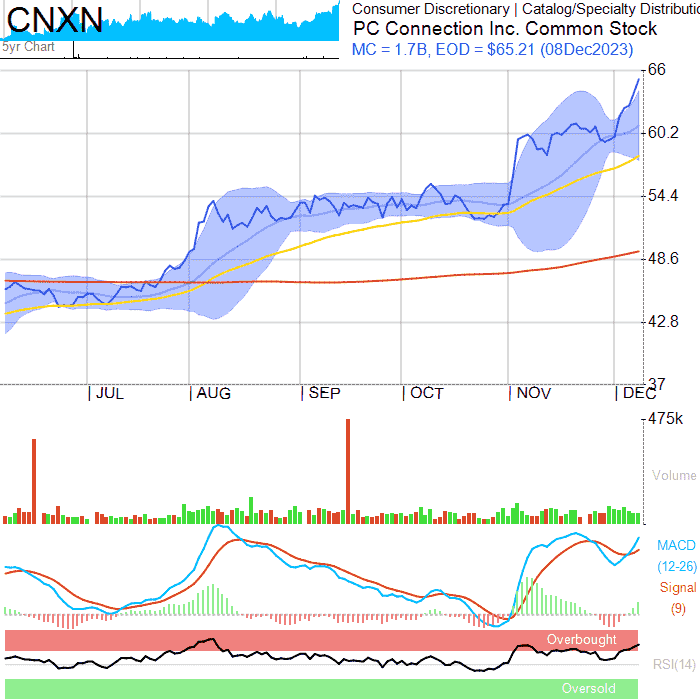 CNXN
5yr Chart
Consumer Discretionary | Catalog/Specialty Distributio
PC Connection Inc. Common Stock
MC = 1.7B, EOD = $65.21 (08Dec2023)
66
60.2
54.4
48.6
42.8
37
JUL AUG SEP OCT NOV DEC
475k
Volume
MACD
(12-26)
Signal
(9)
Overbought
RSI(14)
Oversold